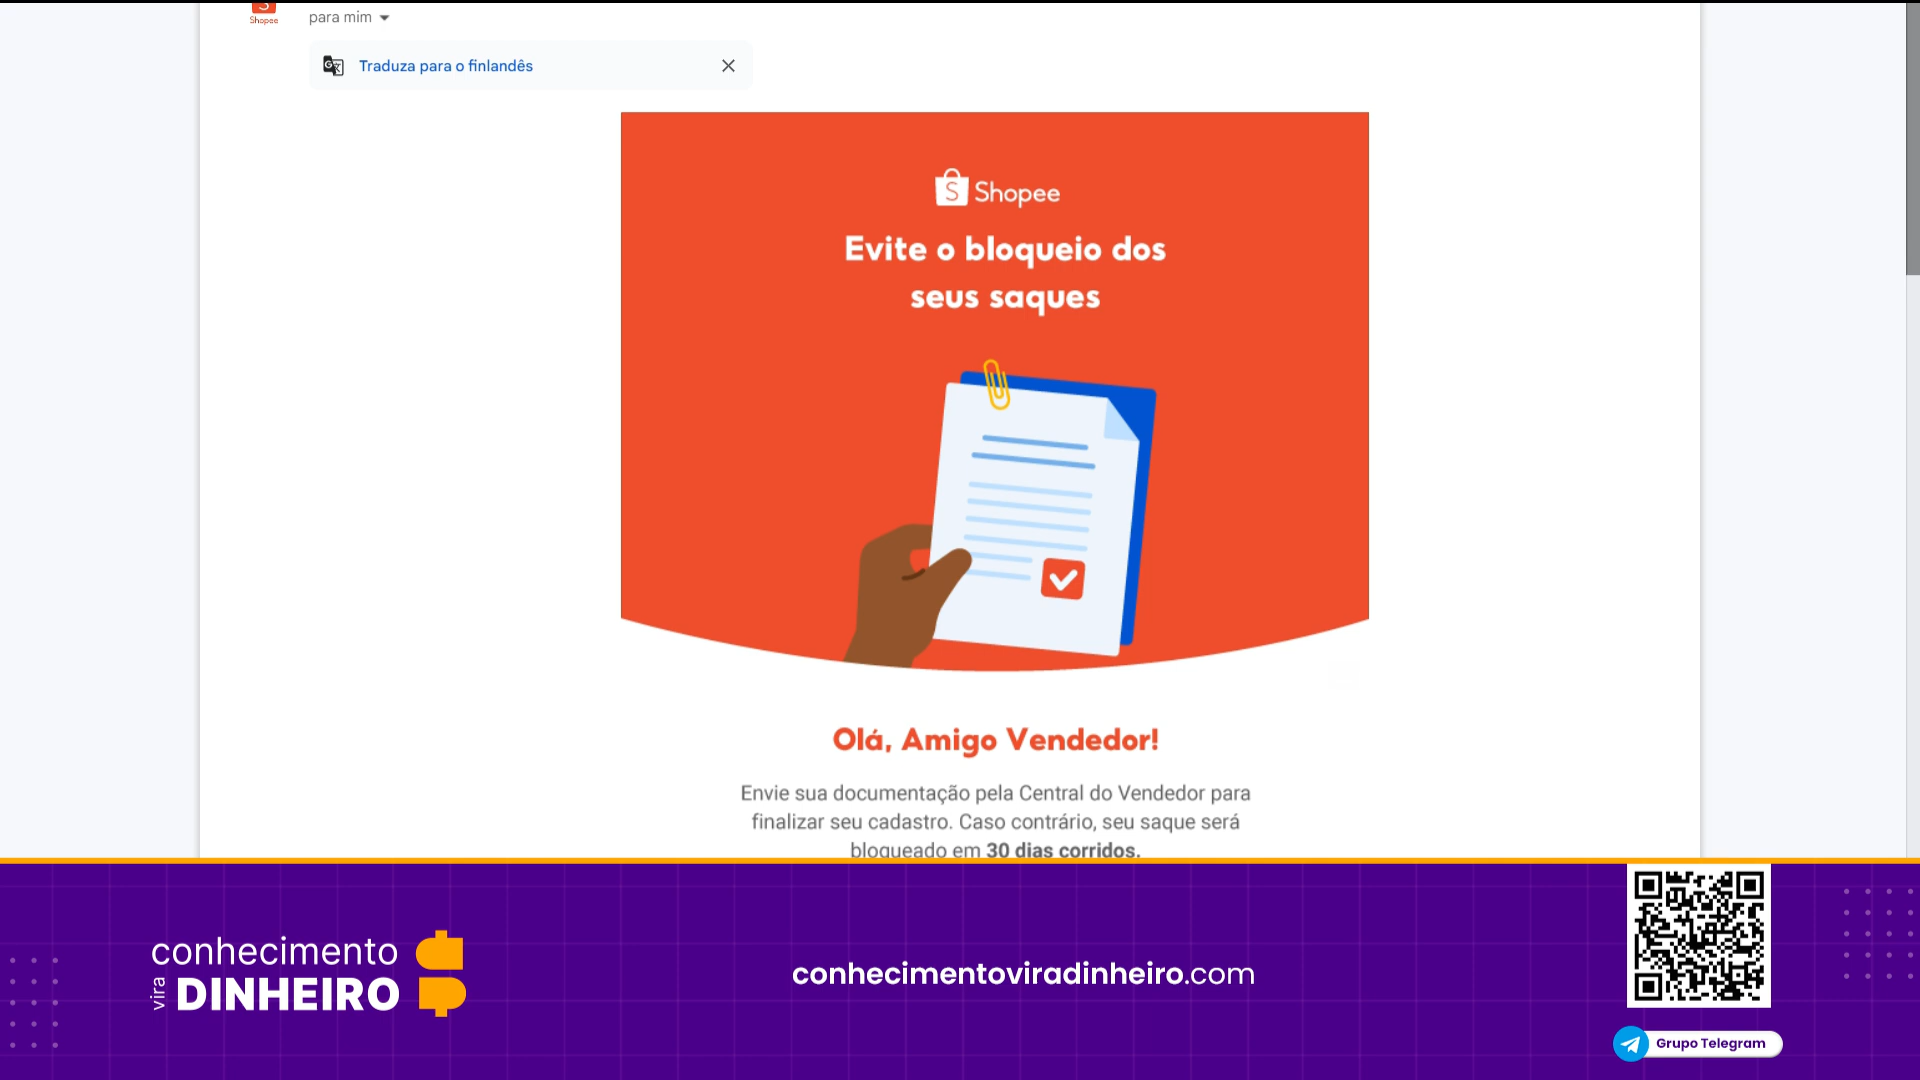 Shopee
para mim
Traduza para o finlandês
Shopee
Evite o bloqueio dos
seus saques
Olá, Amigo Vendedor!
Envie sua documentação pela Central do Vendedor para
finalizar seu cadastro. Caso contrário, seu saque será
bloqueado em 30 dias corridos.
conhecimento
vira DINHEIRO
conhecimentoviradinheiro.com
Grupo Telegram